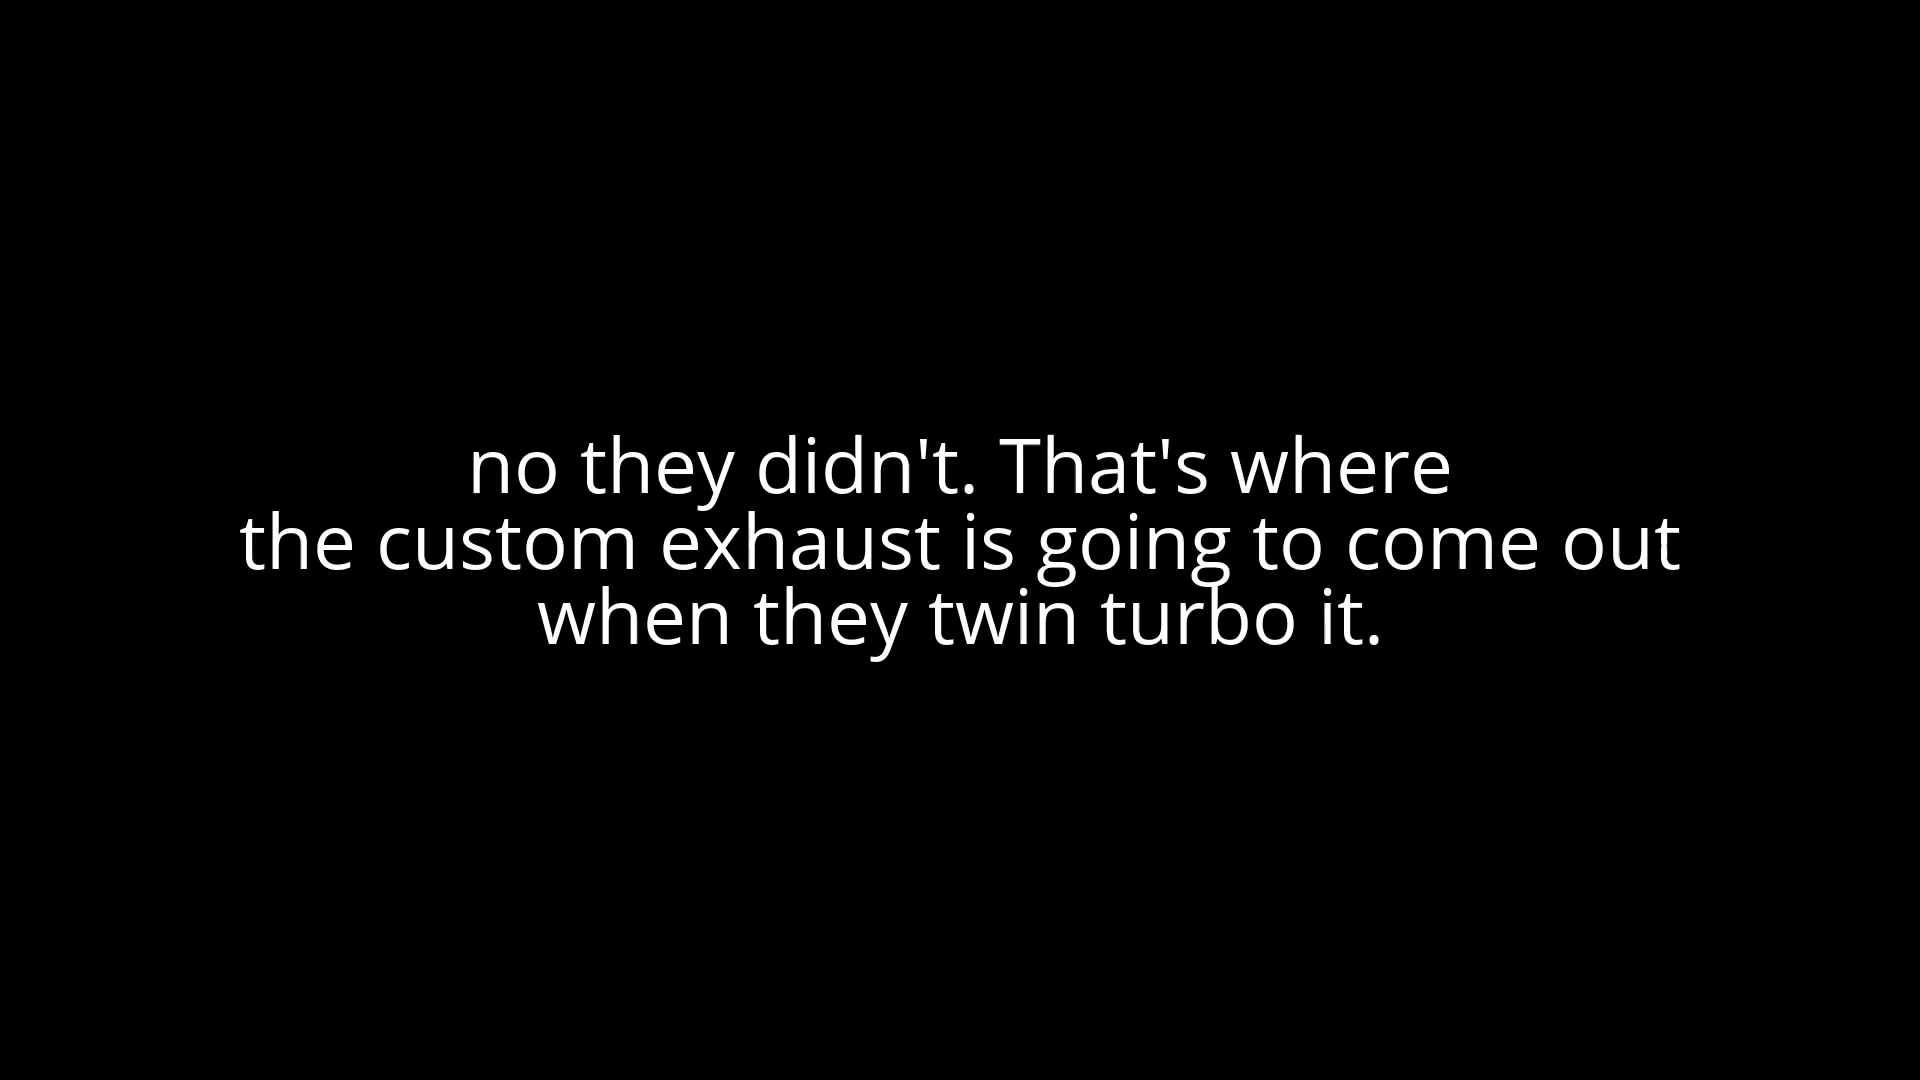 no they didn't. That's where
the custom exhaust is going to come out
when they twin turbo it.